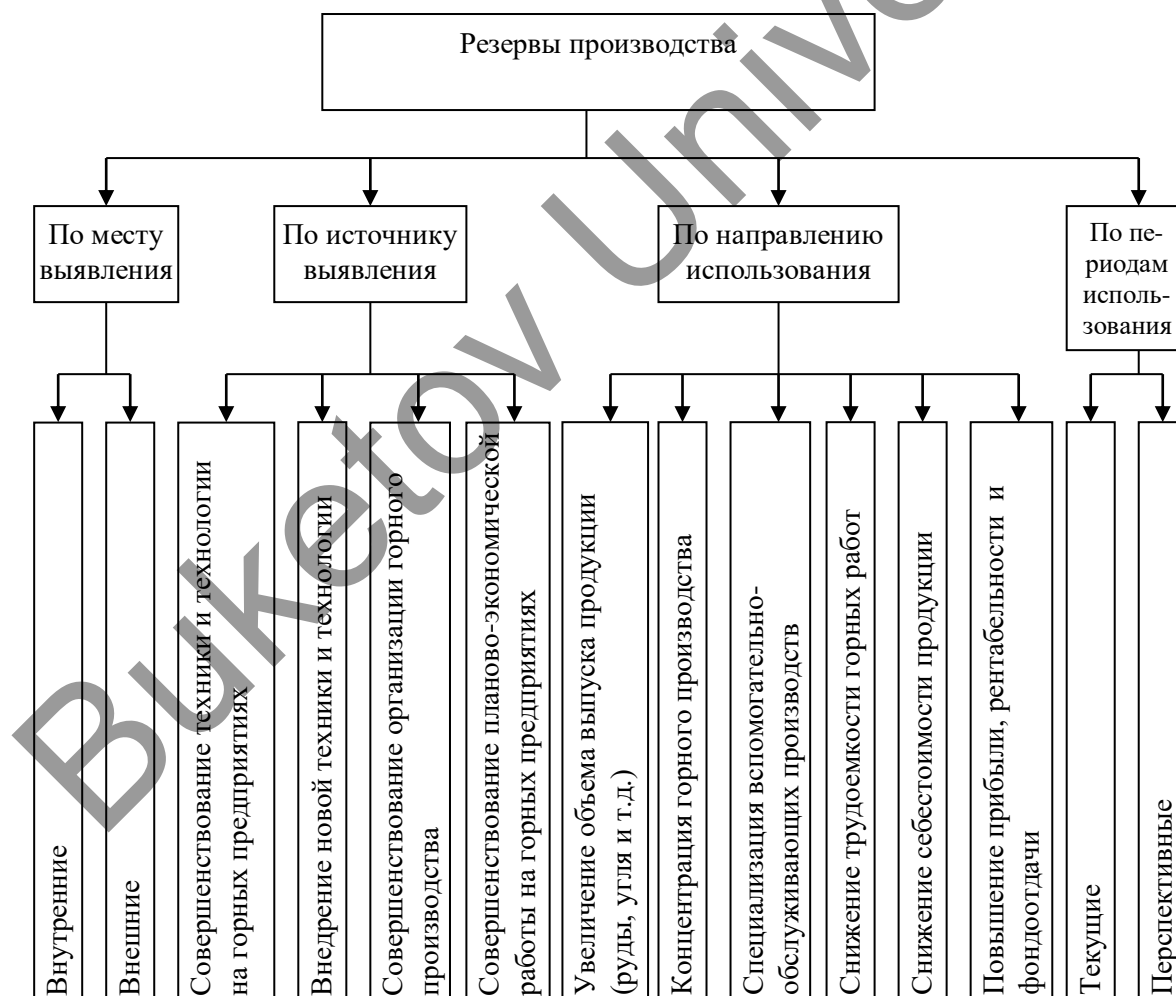 Резервы производства
По месту
выявления
По источнику
выявления
По направлению
использования
По пе-
риодам
исполь-
зования
Внутренние
Внешние
Совершенствование техники и технологии
на горных предприятиях
Внедрение новой техники и технологии
Совершенствование организации горного
производства
Совершенствование планово-экономической
работы на горных предприятиях
Увеличение объема выпуска продукции
(руды, угля и т.д.)
Концентрация горного производства
Специализация вспомогательно-
обслуживающих производств
Снижение трудоемкости горных работ
Снижение себестоимости продукции
Повышение прибыли, рентабельности и
фондоотдачи
Текущие
Перспективные
Buketov Unive